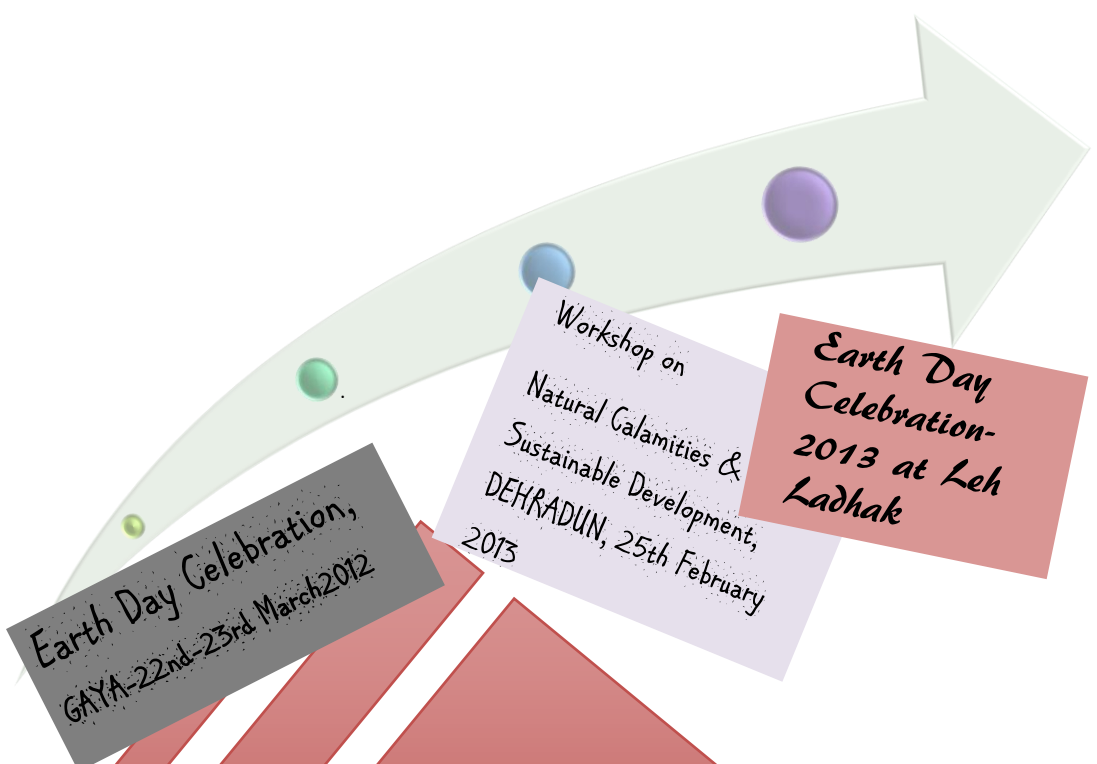 Earth Day Celebration,
GAYA-22nd-23rd March2012
Workshop on
Natural Calamities &
Sustainable Development,
DEHRADUN, 25th February
2013
Earth Day
Celebration-
2013 at Leh
Ladhak
.